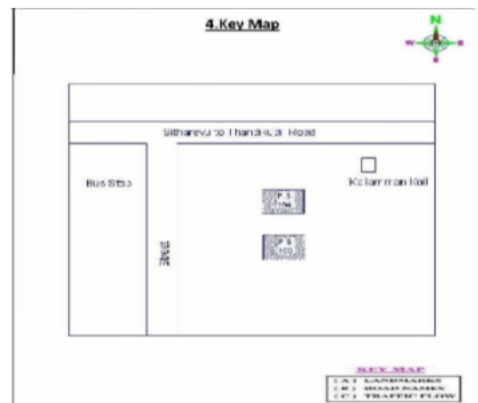 4.Key Map
N
W
E
S
Sitharevu to Thandikudi Road
Bus Stop
Kaliamman Koil
P.S
P.S
Street
KEY MAP
(A) LANDMARKS
(B) ROAD NAMES
(C) TRAFFIC FLOW